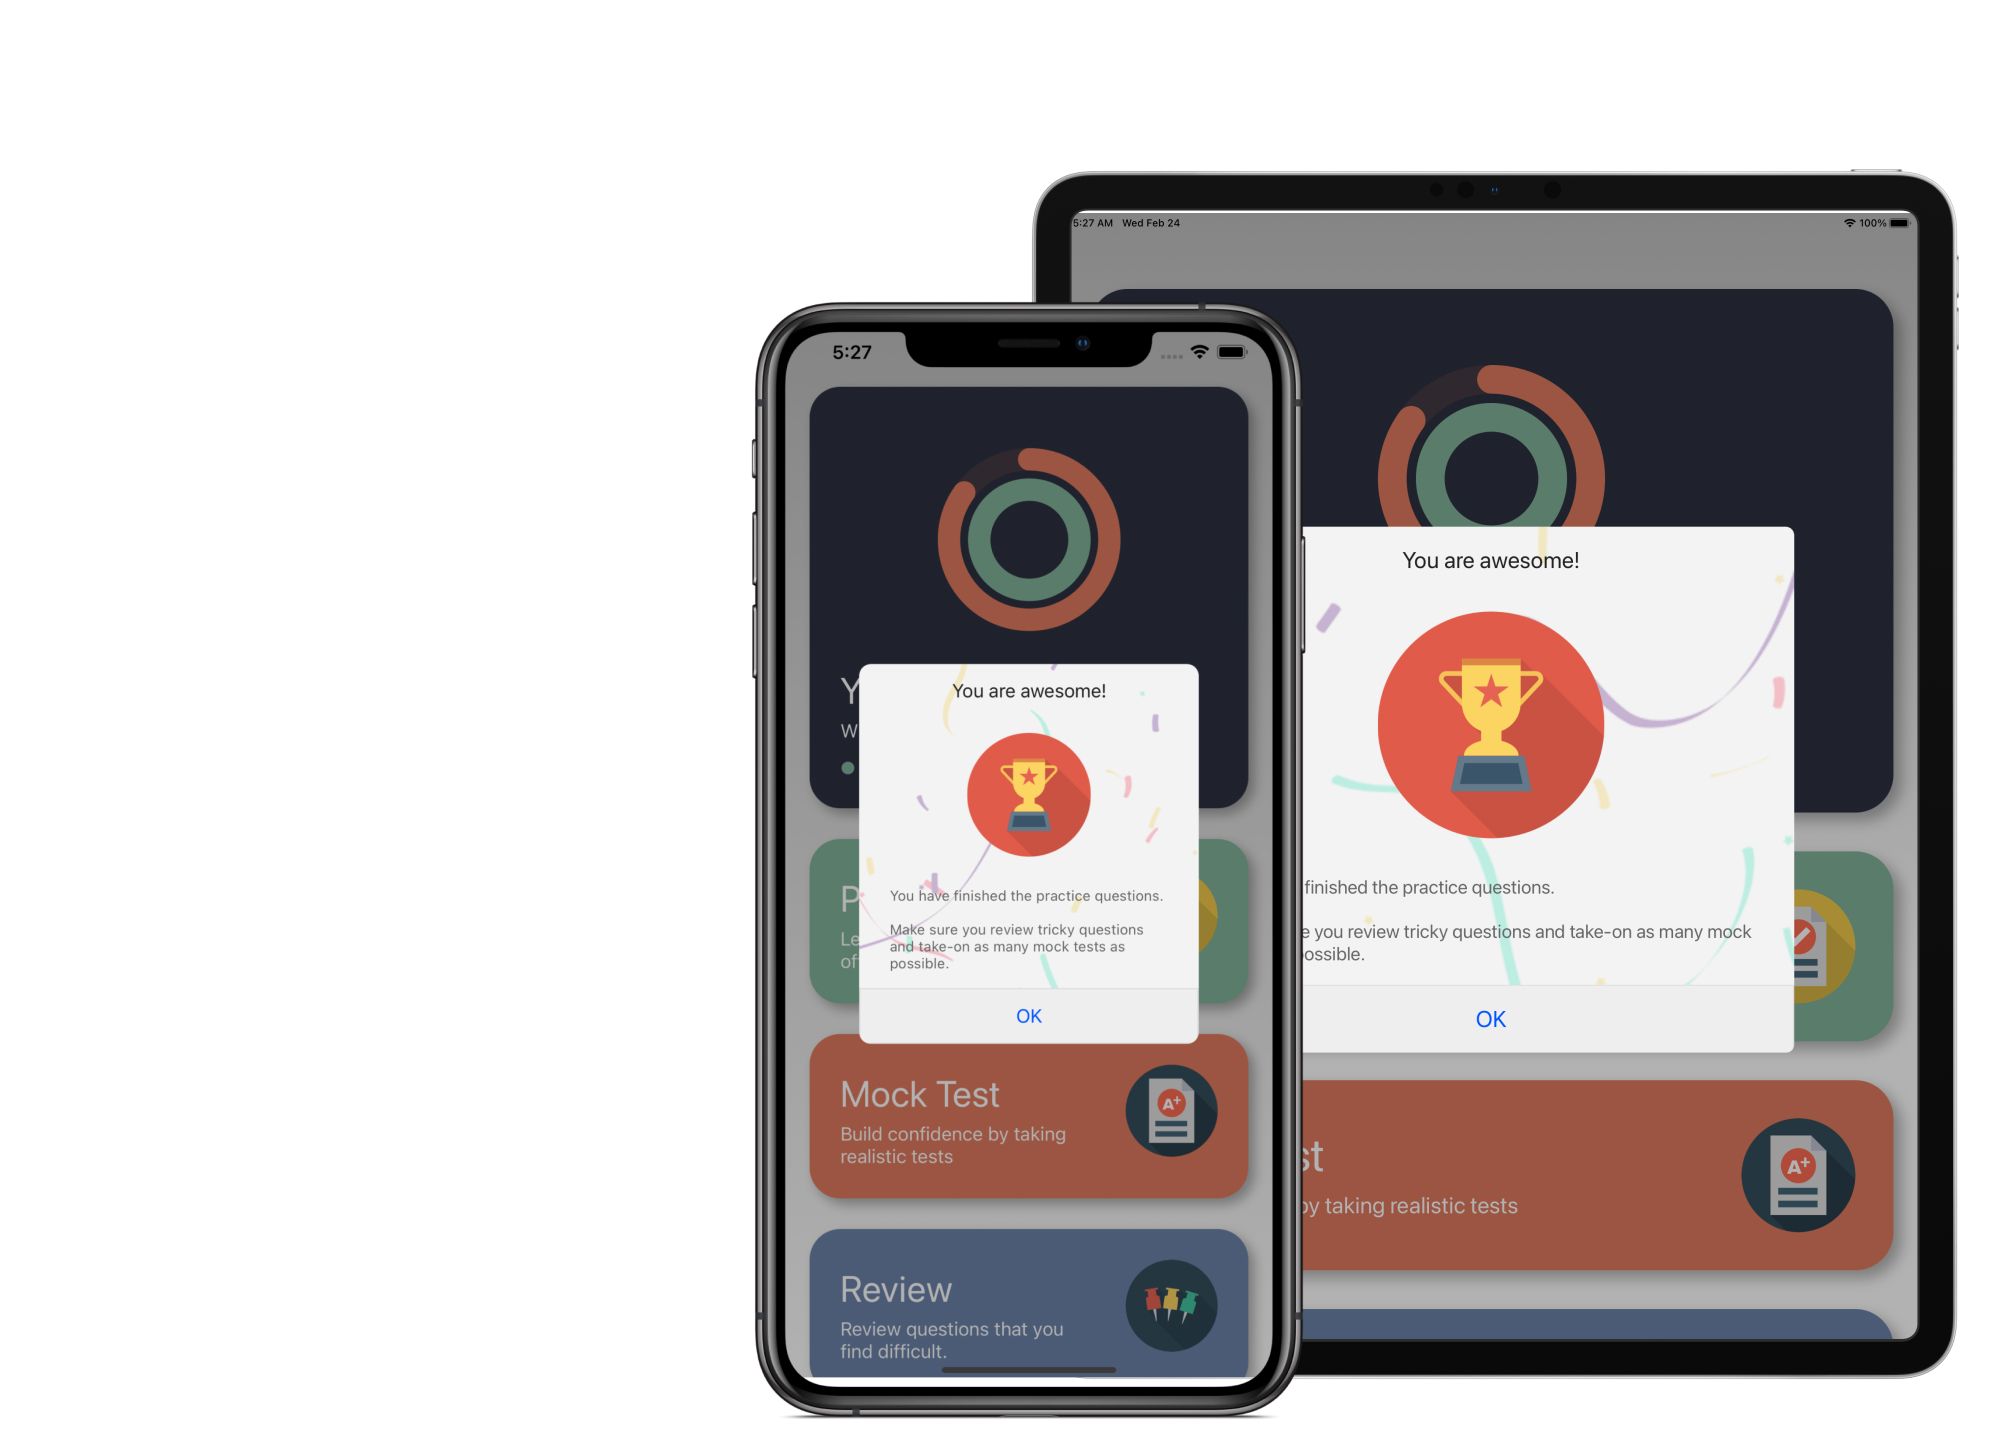 5:27
Y
W
You are awesome!
P
Le
of
You have finished the practice questions.
Make sure you review tricky questions
and take-on as many mock tests as
possible.
OK
Mock Test
Build confidence by taking
realistic tests
A+
Review
Review questions that you
find difficult.
5:27 AM Wed Feb 24
100%
You are awesome!
finished the practice questions.
e you review tricky questions and take-on as many mock
ossible.
OK
st
by taking realistic tests
A+